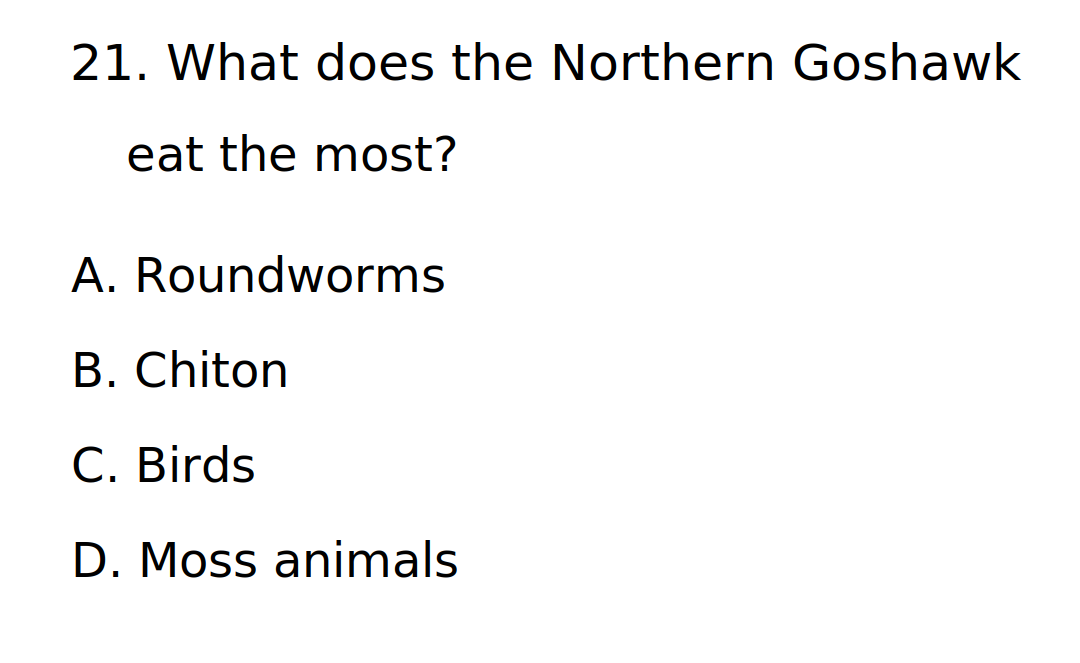 21. What does the Northern Goshawk
eat the most?
A. Roundworms
B. Chiton
C. Birds
D. Moss animals